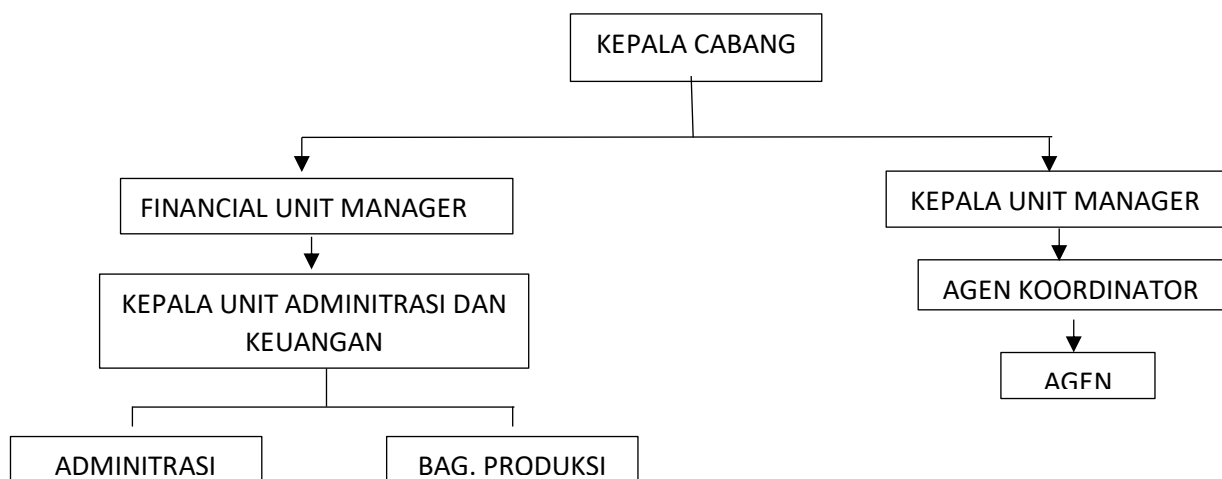 KEPALA CABANG
FINANCIAL UNIT MANAGER
KEPALA UNIT MANAGER
KEPALA UNIT ADMINITRASI DAN
KEUANGAN
AGEN KOORDINATOR
AGEN
ADMINITRASI
BAG. PRODUKSI